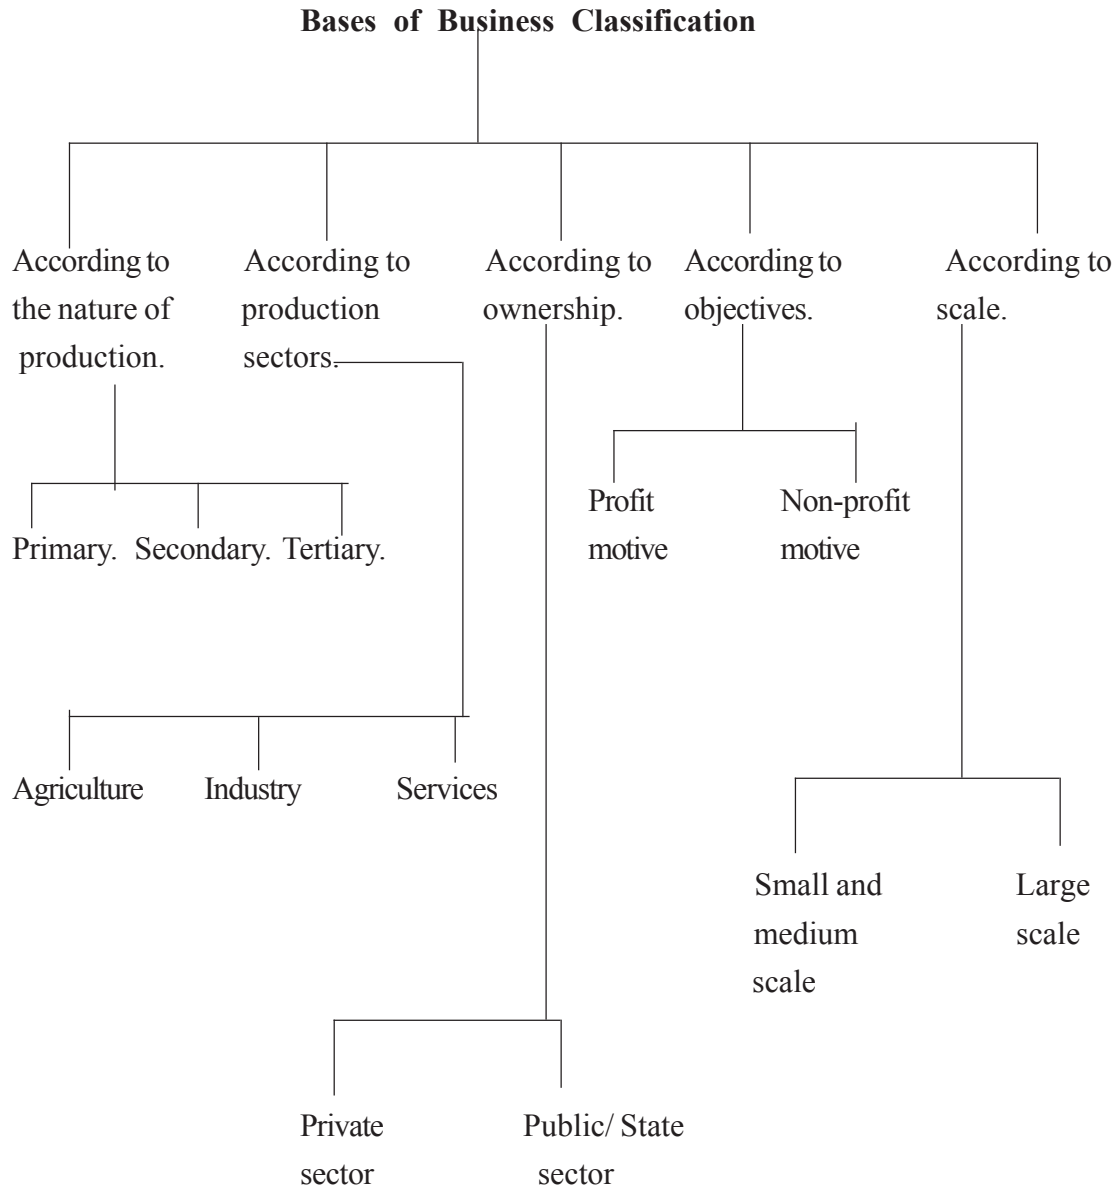 Bases of Business Classification
According to
the nature of
production.
According to
production
sectors.
According to
ownership.
According to
objectives.
According to
scale.
Primary. Secondary. Tertiary.
Profit
motive
Non-profit
motive
Agriculture Industry Services
Small and
medium
scale
Large
scale
Private
sector
Public/ State
sector